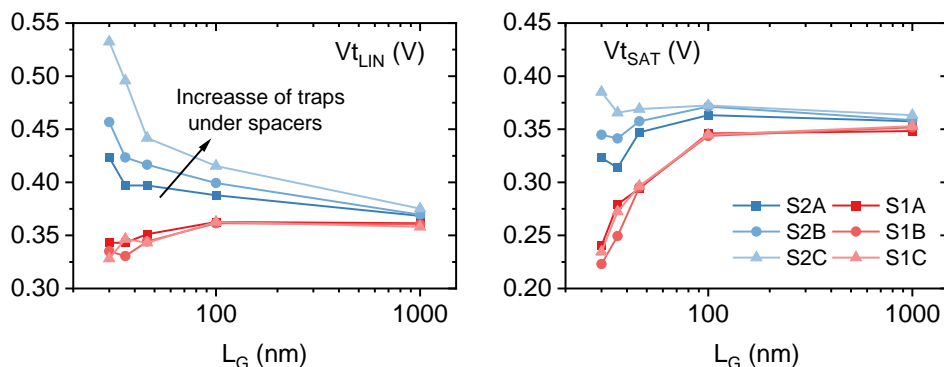 Vt_LIN (V)
0.55
0.50
0.45
0.40
0.35
0.30
Increasse of traps
under spacers
100
1000
L_G (nm)
Vt_SAT (V)
0.45
0.40
0.35
0.30
0.25
0.20
S2A
S1A
S2B
S1B
S2C
S1C
100
1000
L_G (nm)